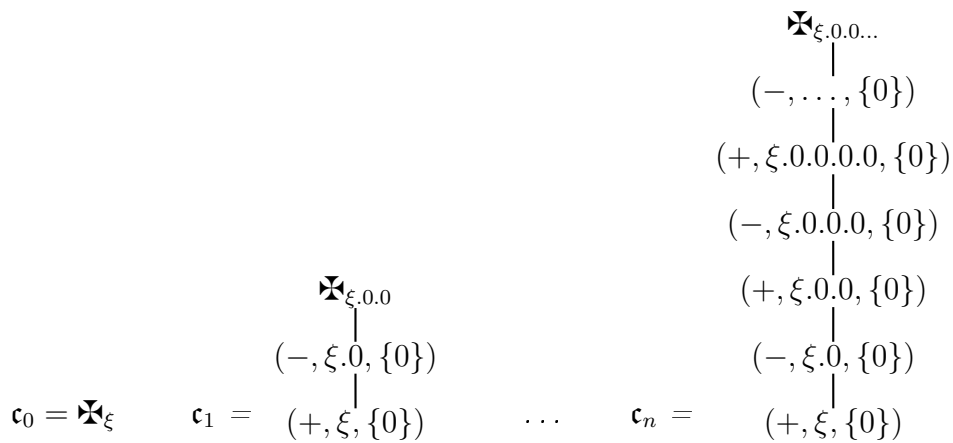 ✠_{ξ.0.0...}
(−, . . . , {0})
(+, ξ.0.0.0.0, {0})
(−, ξ.0.0.0, {0})
✠_{ξ.0.0}
(+, ξ.0.0, {0})
(−, ξ.0, {0})
(−, ξ.0, {0})
𝔠₀ = ✠_ξ
𝔠₁ = (+, ξ, {0})
. . .
𝔠ₙ = (+, ξ, {0})